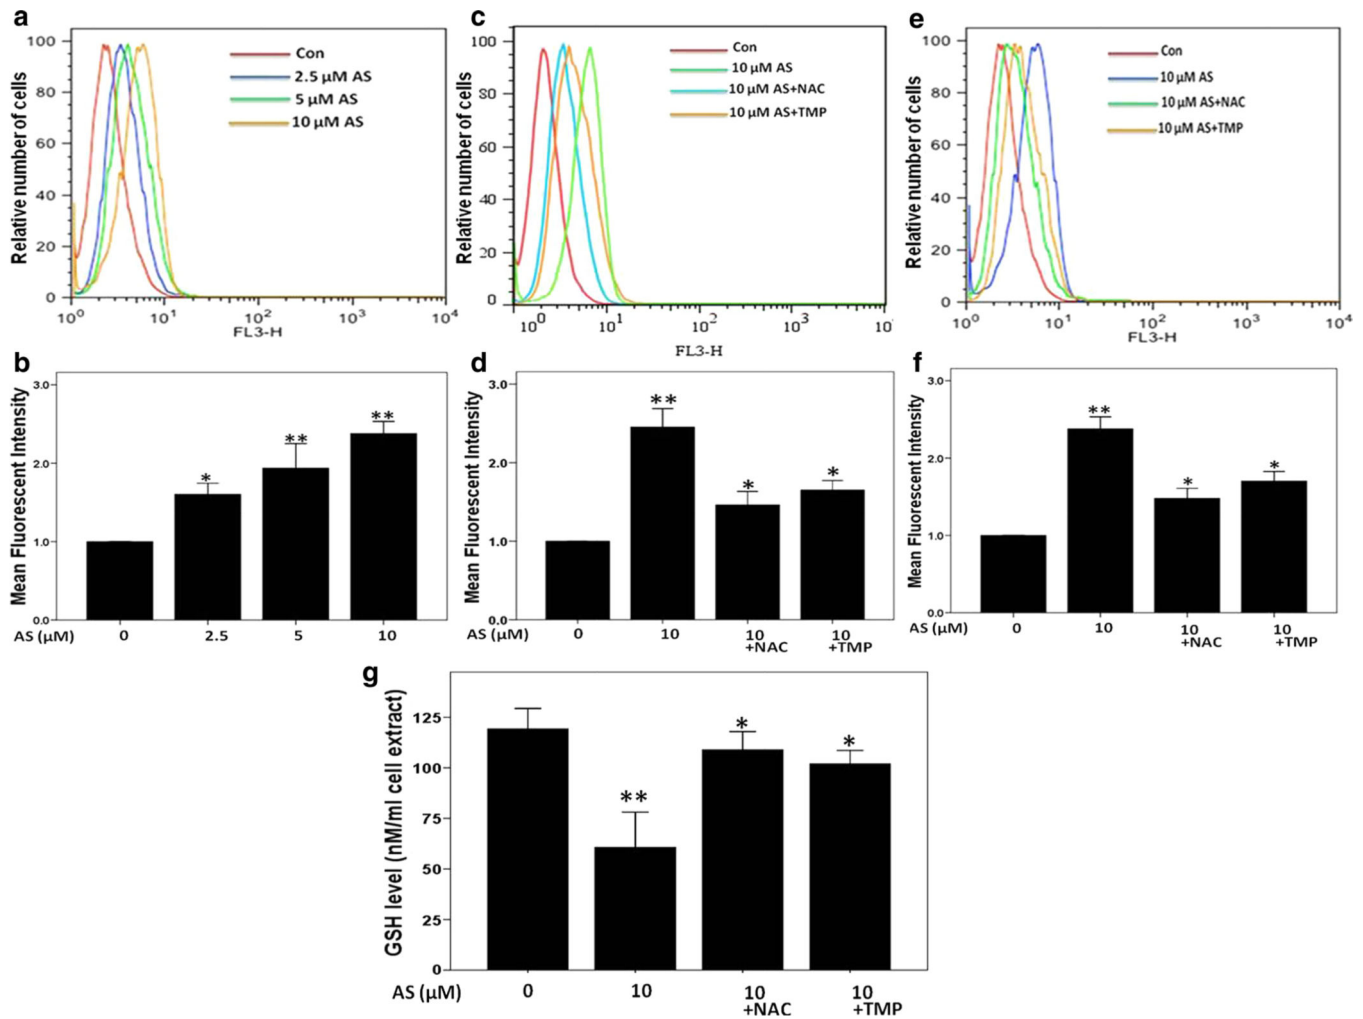 a
Relative number of cells
100
80
60
40
20
0
Con
2.5 μM AS
5 μM AS
10 μM AS
10⁰ 10¹ 10² 10³ 10⁴
FL3-H
c
Relative number of cells
100
80
60
40
20
0
Con
10 μM AS
10 μM AS+NAC
10 μM AS+TMP
10⁰ 10¹ 10² 10³ 10
FL3-H
e
Relative number of cells
100
80
60
40
20
0
Con
10 μM AS
10 μM AS+NAC
10 μM AS+TMP
10⁰ 10¹ 10² 10³ 10⁴
FL3-H
b
Mean Fluorescent Intensity
3.0
2.0
1.0
0.0
* ** **
AS (μM) 0 2.5 5 10
d
Mean Fluorescent Intensity
3.0
2.0
1.0
0.0
** * *
AS (μM) 0 10 10 10
+NAC +TMP
f
Mean Fluorescent Intensity
3.0
2.0
1.0
0.0
** * *
AS (μM) 0 10 10 10
+NAC +TMP
g
GSH level (nM/ml cell extract)
125
100
75
50
25
0
** * *
AS (μM) 0 10 10 10
+NAC +TMP